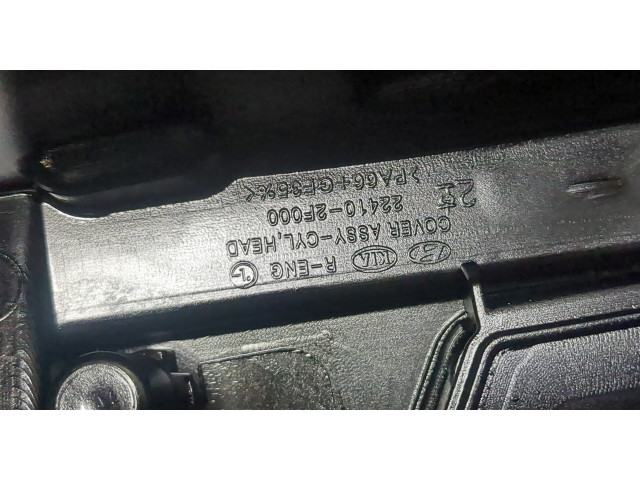 KIA R-ENG
COVER ASSY-CYL,HEAD
22410-2F000
>PA66+GF35%<